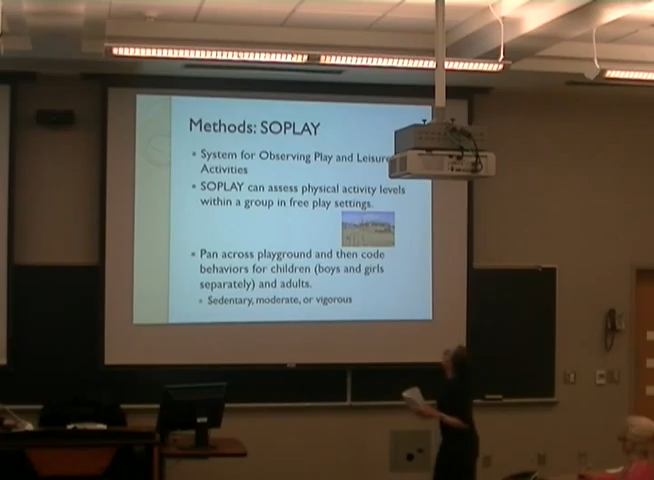 Methods: SOPLAY
• System for Observing Play and Leisure
Activities
• SOPLAY can assess physical activity levels
within a group in free play settings.
• Pan across playground and then code
behaviors for children (boys and girls
separately) and adults.
• Sedentary, moderate, or vigorous